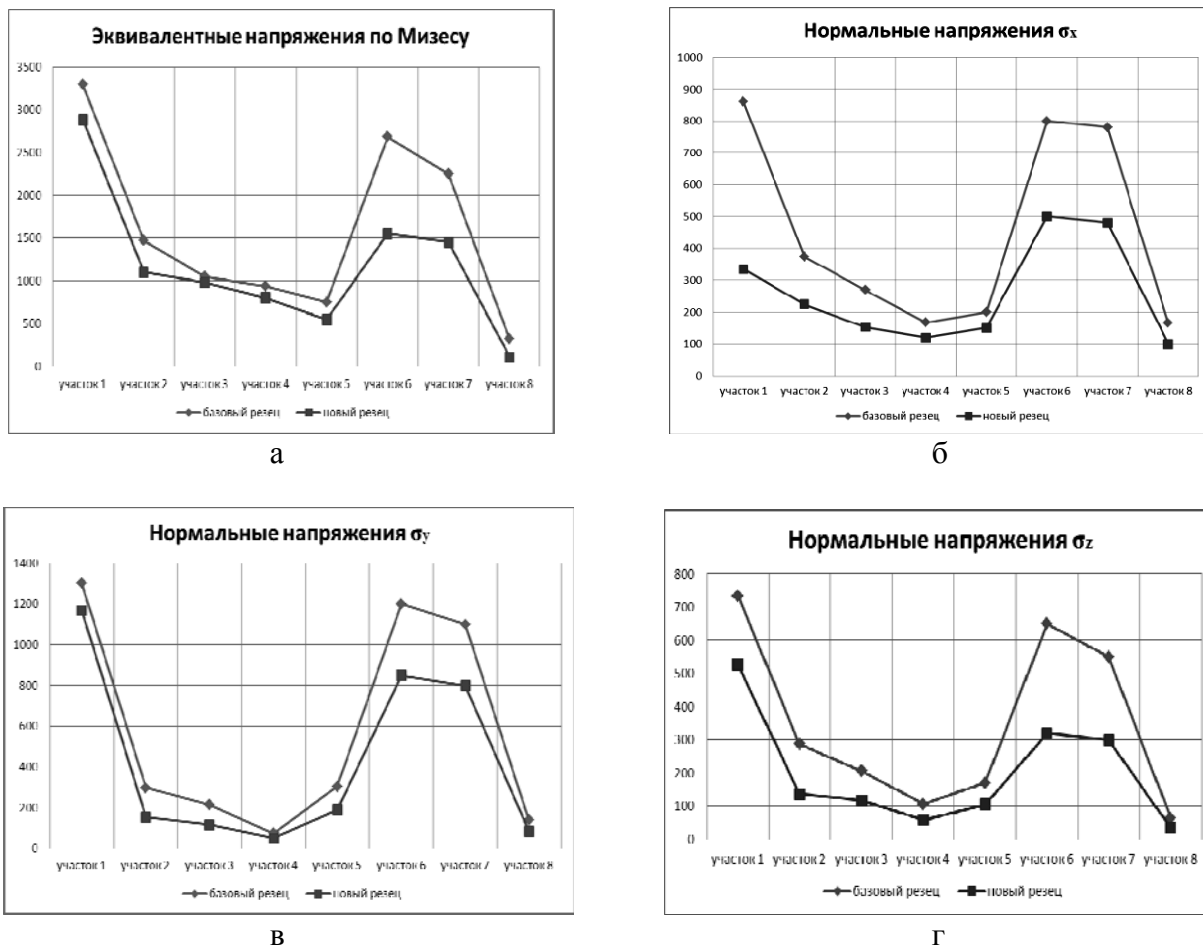 Эквивалентные напряжения по Мизесу
3500
3000
2500
2000
1500
1000
500
0
участок 1 участок 2 участок 3 участок 4 участок 5 участок 6 участок 7 участок 8
базовый резец новый резец
а
Нормальные напряжения σx
1000
900
800
700
600
500
400
300
200
100
0
участок 1 участок 2 участок 3 участок 4 участок 5 участок 6 участок 7 участок 8
базовый резец новый резец
б
Нормальные напряжения σy
1400
1200
1000
800
600
400
200
0
участок 1 участок 2 участок 3 участок 4 участок 5 участок 6 участок 7 участок 8
базовый резец новый резец
в
Нормальные напряжения σz
800
700
600
500
400
300
200
100
0
участок 1 участок 2 участок 3 участок 4 участок 5 участок 6 участок 7 участок 8
базовый резец новый резец
г